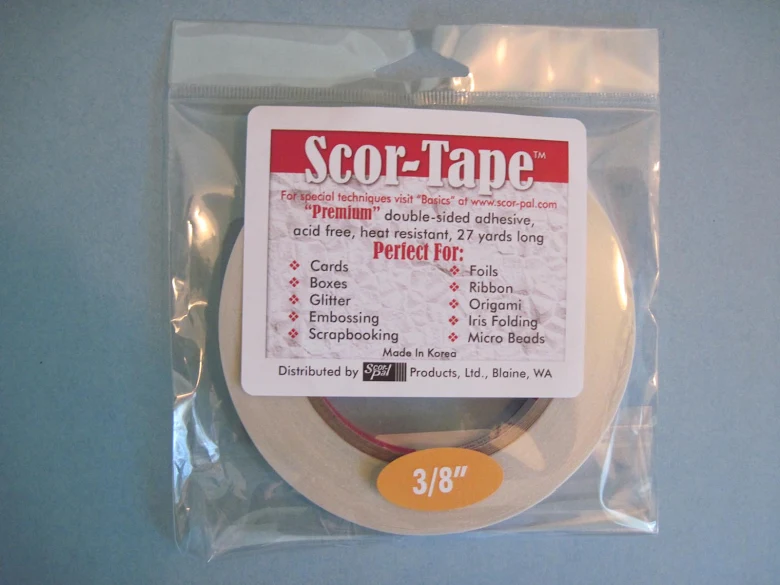 Scor-Tape™
For special techniques visit "Basics" at www.scor-pal.com
"Premium" double-sided adhesive,
acid free, heat resistant, 27 yards long
Perfect For:
❖ Cards
❖ Boxes
❖ Glitter
❖ Embossing
❖ Scrapbooking
❖ Foils
❖ Ribbon
❖ Origami
❖ Iris Folding
❖ Micro Beads
Made In Korea
Distributed by Scor-Pal Products, Ltd., Blaine, WA
3/8"